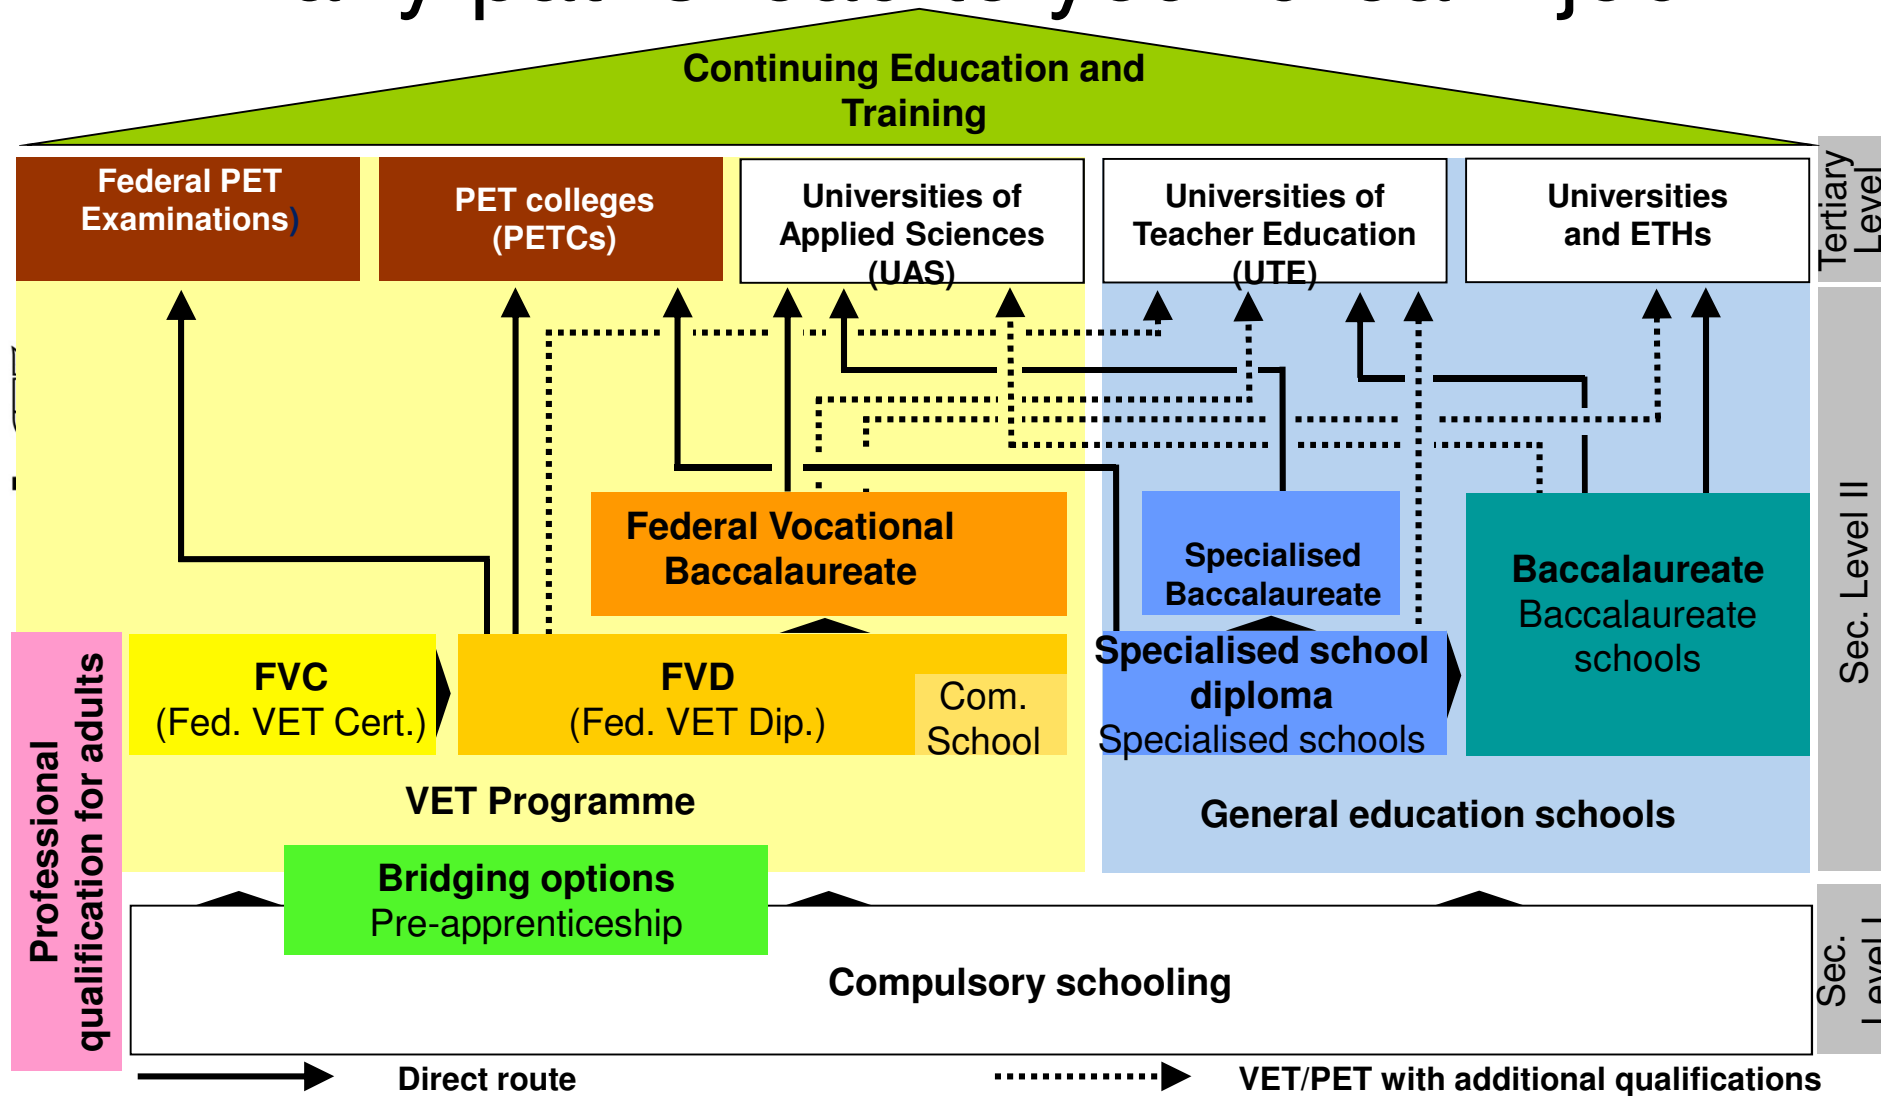 Continuing Education and
Training
Federal PET
Examinations)
PET colleges
(PETCs)
Universities of
Applied Sciences
(UAS)
Universities of
Teacher Education
(UTE)
Universities
and ETHs
Tertiary
Level
Federal Vocational
Baccalaureate
Specialised
Baccalaureate
Baccalaureate
Baccalaureate
schools
Sec. Level II
FVC
(Fed. VET Cert.)
FVD
(Fed. VET Dip.)
Com.
School
Specialised school
diploma
Specialised schools
Professional
qualification for adults
VET Programme
General education schools
Bridging options
Pre-apprenticeship
Compulsory schooling
Sec.
Level I
Direct route
VET/PET with additional qualifications